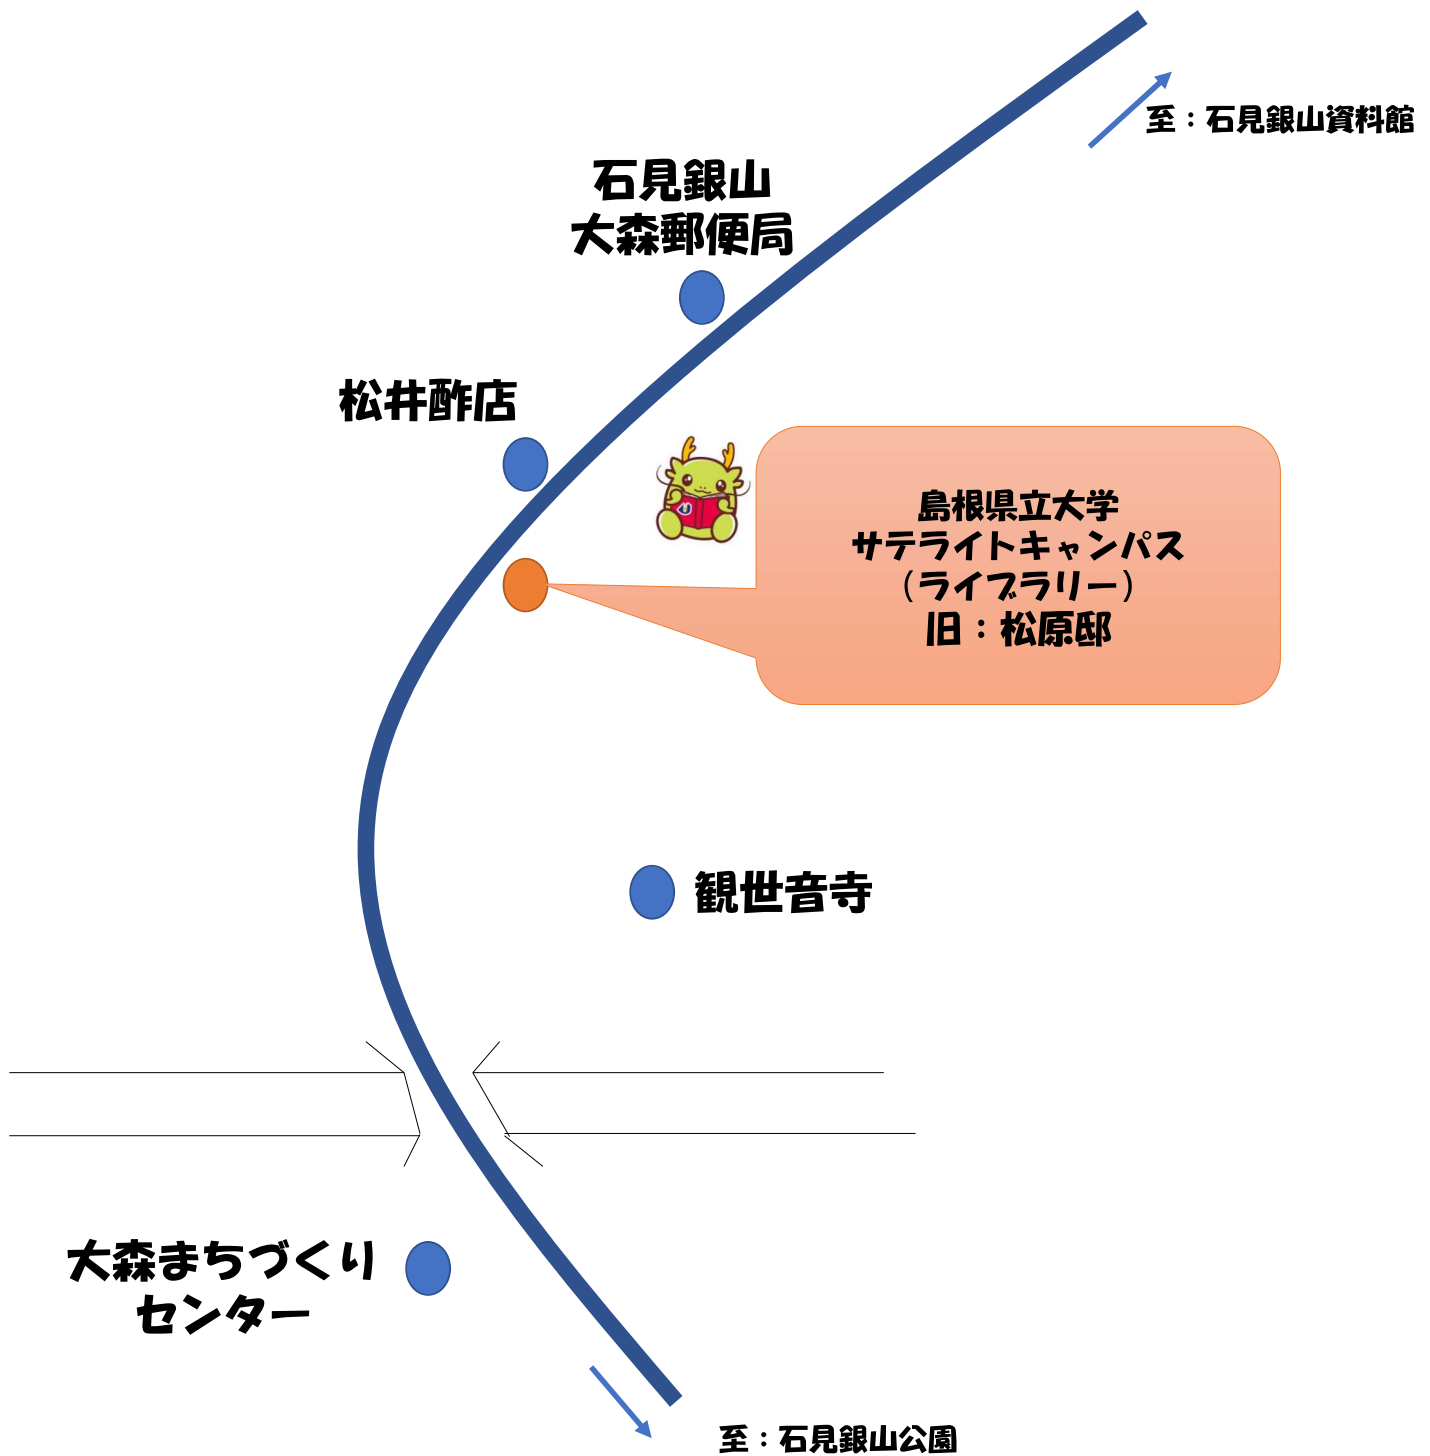 至：石見銀山資料館
石見銀山
大森郵便局
松井酢店
島根県立大学
サテライトキャンパス
（ライブラリー）
旧：松原邸
観世音寺
大森まちづくり
センター
至：石見銀山公園